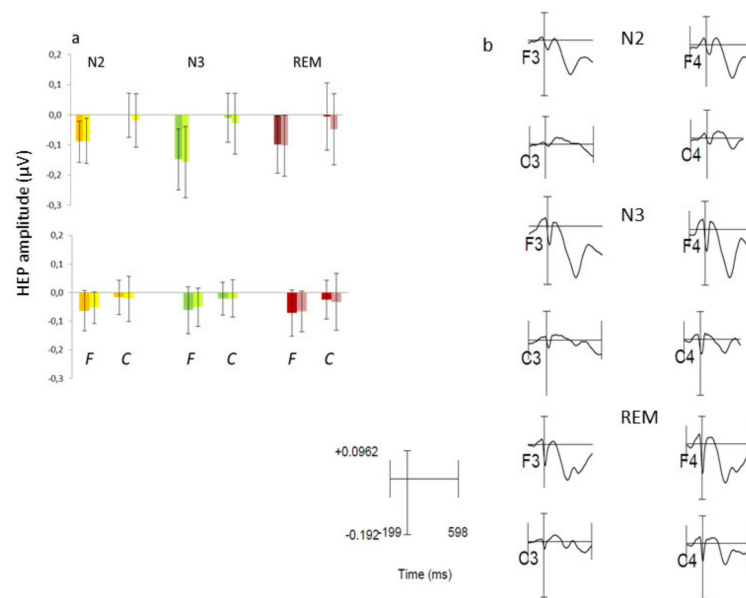 a
N2 N3 REM
HEP amplitude (µV)
0,2
0,1
0,0
-0,1
-0,2
-0,3
0,2
0,1
0,0
-0,1
-0,2
-0,3
F C F C F C
+0.0962
-0.192
-199 598
Time (ms)
b
N2
F3 F4
C3 C4
N3
F3 F4
C3 C4
REM
F3 F4
C3 C4